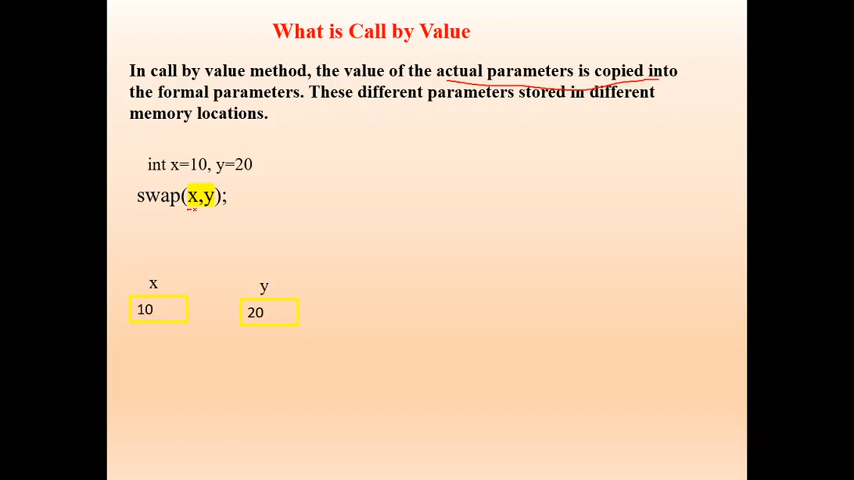 What is Call by Value
In call by value method, the value of the actual parameters is copied into
the formal parameters. These different parameters stored in different
memory locations.
int x=10, y=20
swap(x,y);
x y
10 20